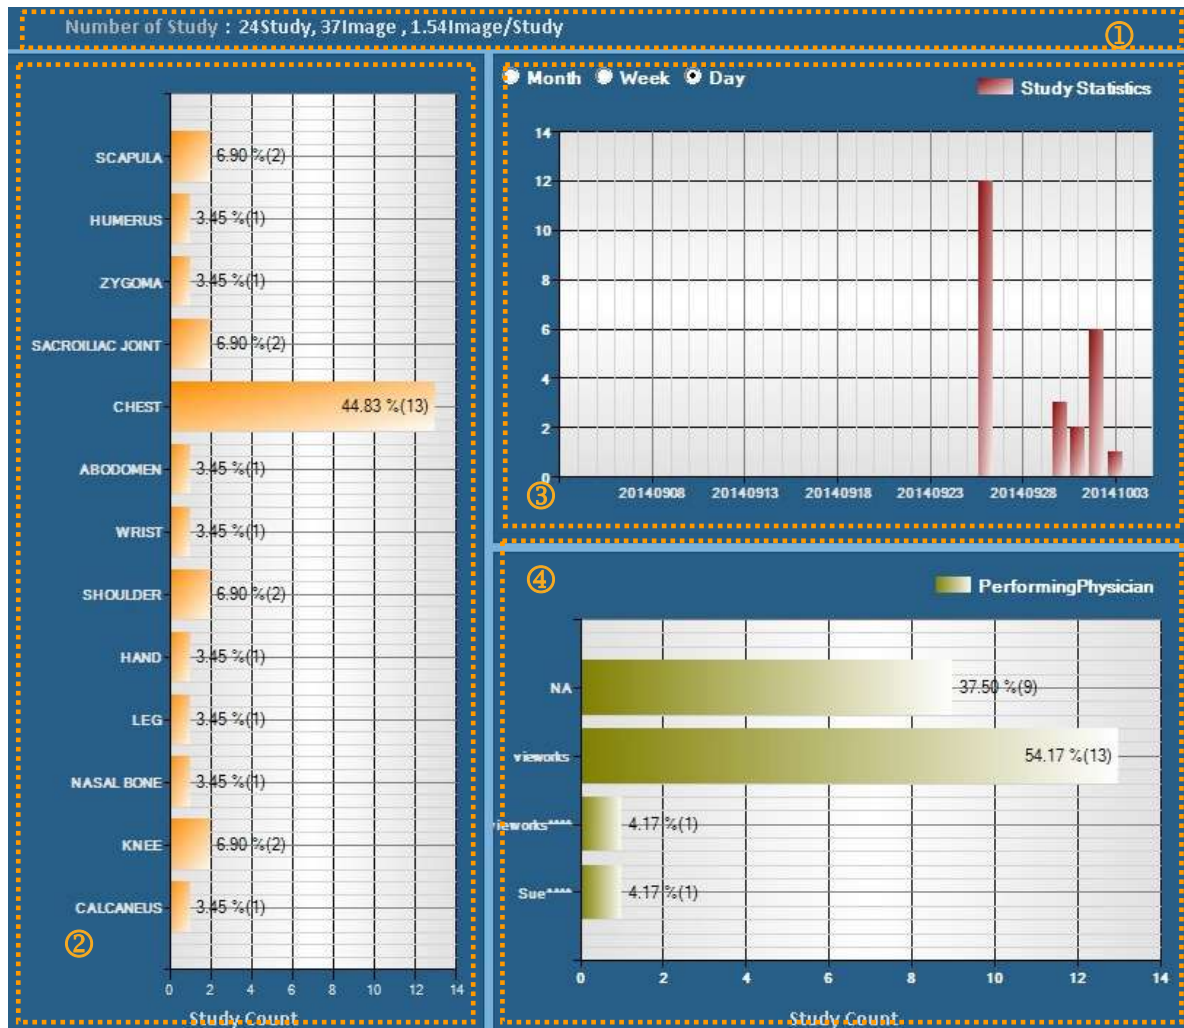 Number of Study : 24Study, 37Image , 1.54Image/Study
①
SCAPULA 6.90 %(2)
HUMERUS 3.45 %(1)
ZYGOMA 3.45 %(1)
SACROILIAC JOINT 6.90 %(2)
CHEST 44.83 %(13)
ABODOMEN 3.45 %(1)
WRIST 3.45 %(1)
SHOULDER 6.90 %(2)
HAND 3.45 %(1)
LEG 3.45 %(1)
NASAL BONE 3.45 %(1)
KNEE 6.90 %(2)
CALCANEUS 3.45 %(1)
②
0 2 4 6 8 10 12 14
Study Count
Month Week Day
Study Statistics
14
12
10
8
6
4
2
0
③
20140908 20140913 20140918 20140923 20140928 20141003
④
PerformingPhysician
NA 37.50 %(9)
vieworks 54.17 %(13)
ieworks**** 4.17 %(1)
Sue**** 4.17 %(1)
0 2 4 6 8 10 12 14
Study Count